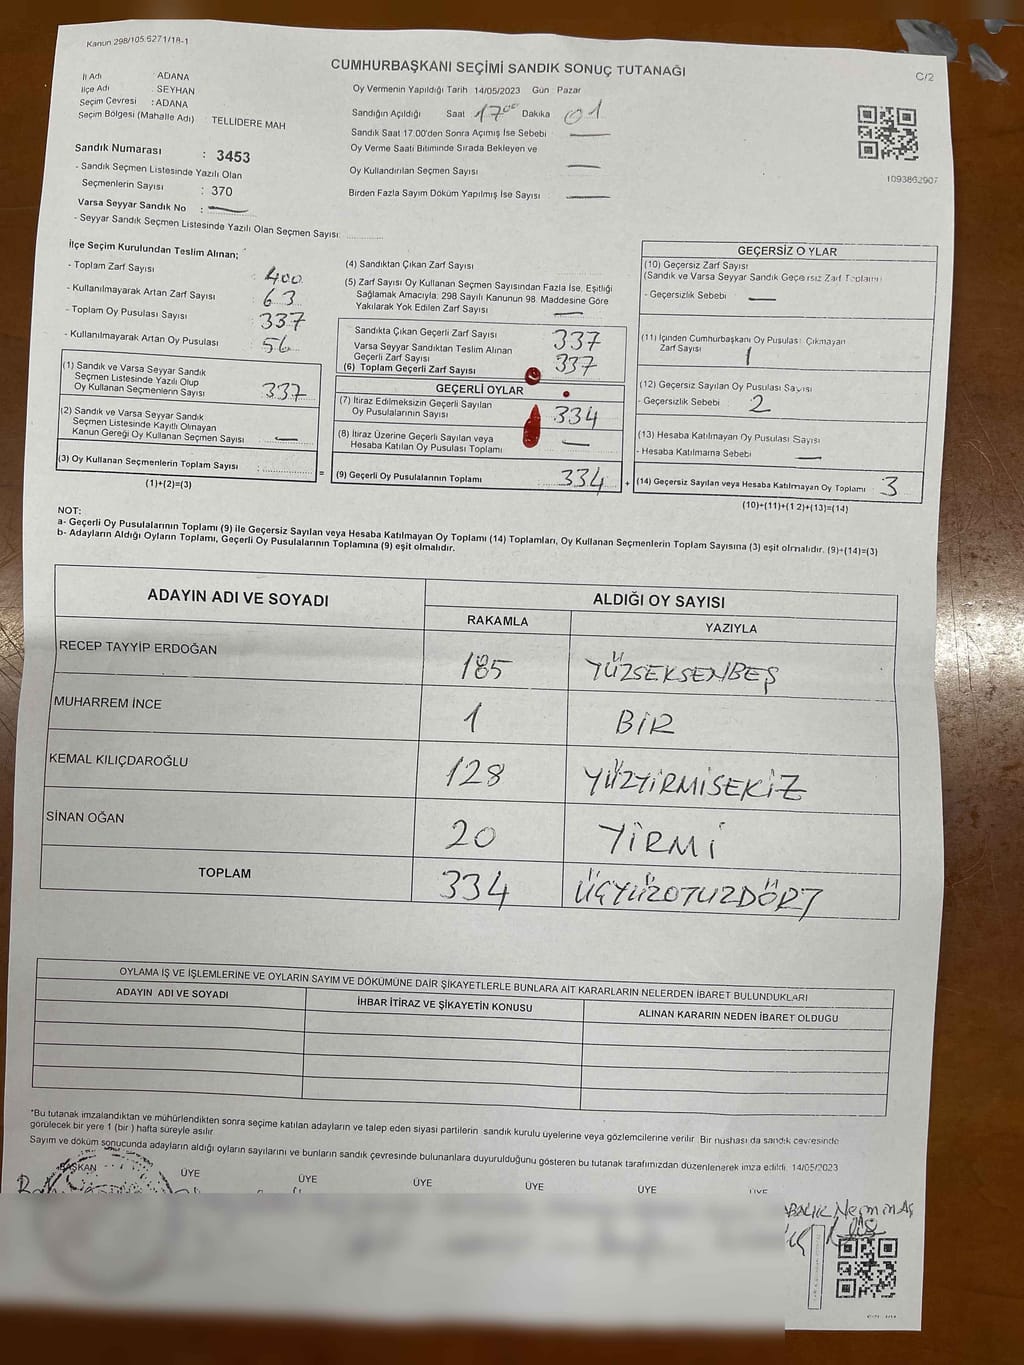 Kanun 298/105.6271/18-1
CUMHURBAŞKANI SEÇİMİ SANDIK SONUÇ TUTANAĞI
C/2
İl Adı : ADANA
İlçe Adı : SEYHAN
Seçim Çevresi : ADANA
Seçim Bölgesi (Mahalle Adı) TELLİDERE MAH
Sandık Numarası : 3453
- Sandık Seçmen Listesinde Yazılı Olan
Seçmenlerin Sayısı : 370
Varsa Seyyar Sandık No : —
- Seyyar Sandık Seçmen Listesinde Yazılı Olan Seçmen Sayısı:
Oy Vermenin Yapıldığı Tarih 14/05/2023 Gün Pazar
Sandığın Açıldığı Saat 17⁰⁰ Dakika 01
Sandık Saat 17.00'den Sonra Açımış İse Sebebi —
Oy Verme Saati Bitiminde Sırada Bekleyen ve
Oy Kullandırılan Seçmen Sayısı —
Birden Fazla Sayım Döküm Yapılmış İse Sayısı —
1093862907
İlçe Seçim Kurulundan Teslim Alınan;
- Toplam Zarf Sayısı 400
- Kullanılmayarak Artan Zarf Sayısı 63
- Toplam Oy Pusulası Sayısı 337
- Kullanılmayarak Artan Oy Pusulası 56
(1) Sandık ve Varsa Seyyar Sandık
Seçmen Listesinde Yazılı Olup
Oy Kullanan Seçmenlerin Sayısı 337
(2) Sandık ve Varsa Seyyar Sandık
Seçmen Listesinde Kayıtlı Olmayan
Kanun Gereği Oy Kullanan Seçmen Sayısı —
(3) Oy Kullanan Seçmenlerin Toplam Sayısı :
(1)+(2)=(3)
(4) Sandıktan Çıkan Zarf Sayısı
(5) Zarf Sayısı Oy Kullanan Seçmen Sayısından Fazla İse, Eşitliği
Sağlamak Amacıyla: 298 Sayılı Kanunun 98. Maddesine Göre
Yakılarak Yok Edilen Zarf Sayısı —
Sandıkta Çıkan Geçerli Zarf Sayısı 337
Varsa Seyyar Sandıktan Teslim Alınan
Geçerli Zarf Sayısı
(6) Toplam Geçerli Zarf Sayısı 337
GEÇERLİ OYLAR
(7) İtiraz Edilmeksizin Geçerli Sayılan
Oy Pusulalarının Sayısı 334
(8) İtiraz Üzerine Geçerli Sayılan veya
Hesaba Katılan Oy Pusulası Toplamı —
= (9) Geçerli Oy Pusulalarının Toplamı 334 +
GEÇERSİZ OYLAR
(10) Geçersiz Zarf Sayısı
(Sandık ve Varsa Seyyar Sandık Geçersiz Zarf Toplamı)
- Geçersizlik Sebebi : —
(11) İçinden Cumhurbaşkanı Oy Pusulası Çıkmayan
Zarf Sayısı 1
(12) Geçersiz Sayılan Oy Pusulası Sayısı
- Geçersizlik Sebebi : 2
(13) Hesaba Katılmayan Oy Pusulası Sayısı
- Hesaba Katılmama Sebebi : —
(14) Geçersiz Sayılan veya Hesaba Katılmayan Oy Toplamı 3
(10)+(11)+(12)+(13)=(14)
NOT:
a- Geçerli Oy Pusulalarının Toplamı (9) ile Geçersiz Sayılan veya Hesaba Katılmayan Oy Toplamı (14) Toplamları, Oy Kullanan Seçmenlerin Toplam Sayısına (3) eşit olmalıdır. (9)+(14)=(3)
b- Adayların Aldığı Oyların Toplamı, Geçerli Oy Pusulalarının Toplamına (9) eşit olmalıdır.
ADAYIN ADI VE SOYADI ALDIĞI OY SAYISI
RAKAMLA YAZIYLA
RECEP TAYYİP ERDOĞAN 185 YÜZSEKSENBEŞ
MUHARREM İNCE 1 BİR
KEMAL KILIÇDAROĞLU 128 YÜZYİRMİSEKİZ
SİNAN OĞAN 20 YİRMİ
TOPLAM 334 ÜÇYÜZOTUZDÖRT
OYLAMA İŞ VE İŞLEMLERİNE VE OYLARIN SAYIM VE DÖKÜMÜNE DAİR ŞİKAYETLERLE BUNLARA AİT KARARLARIN NELERDEN İBARET BULUNDUKLARI
ADAYIN ADI VE SOYADI İHBAR İTİRAZ VE ŞİKAYETİN KONUSU ALINAN KARARIN NEDEN İBARET OLDUGU
*Bu tutanak imzalandıktan ve mühürlendikten sonra seçime katılan adayların ve talep eden siyasi partilerin sandık kurulu üyelerine veya gözlemcilerine verilir. Bir nüshası da sandık çevresinde
görülecek bir yere 1 (bir) hafta süreyle asılır
Sayım ve döküm sonucunda adayların aldığı oyların sayılarını ve bunların sandık çevresinde bulunanlara duyurulduğunu gösteren bu tutanak tarafımızdan düzenlenerek imza edildi. 14/05/2023
BAŞKAN ÜYE ÜYE ÜYE ÜYE ÜYE ÜYE